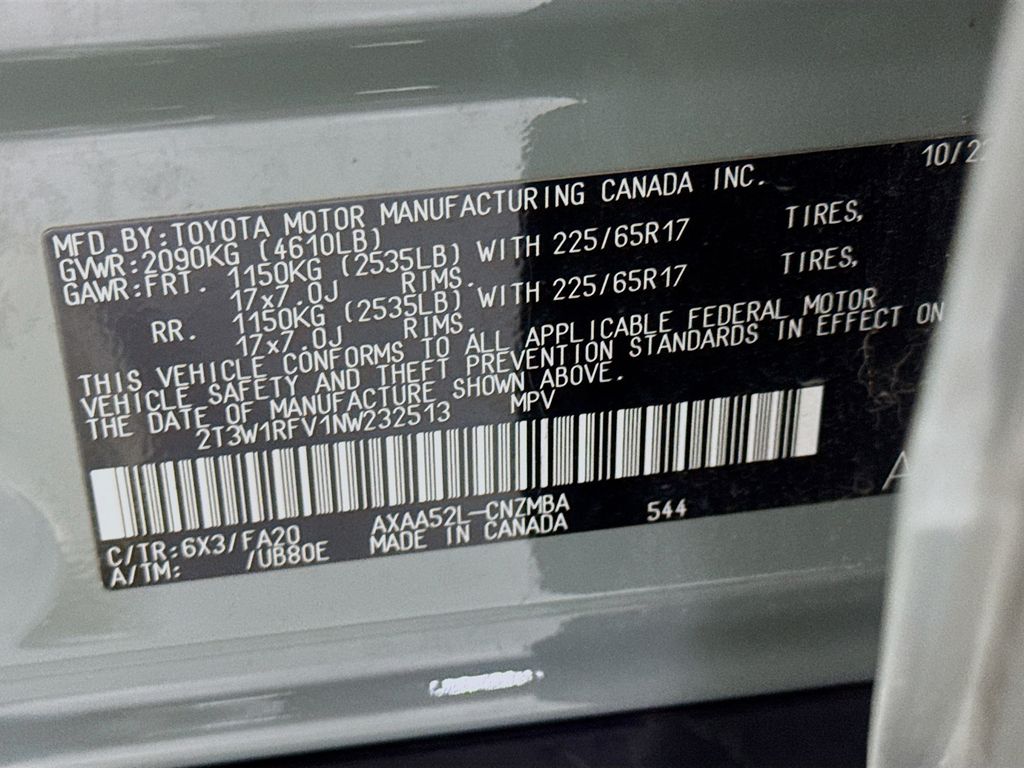 10/22
MFD.BY:TOYOTA MOTOR MANUFACTURING CANADA INC.
GVWR:2090KG (4610LB)
GAWR:FRT. 1150KG (2535LB) WITH 225/65R17 TIRES,
17x7.0J RIMS.
RR. 1150KG (2535LB) WITH 225/65R17 TIRES,
17x7.0J RIMS.
THIS VEHICLE CONFORMS TO ALL APPLICABLE FEDERAL MOTOR
VEHICLE SAFETY AND THEFT PREVENTION STANDARDS IN EFFECT ON
THE DATE OF MANUFACTURE SHOWN ABOVE.
2T3W1RFV1NW232513 MPV
C/TR:6X3/FA20 AXAA52L-CNZMBA 544
A/TM: /UB80E MADE IN CANADA